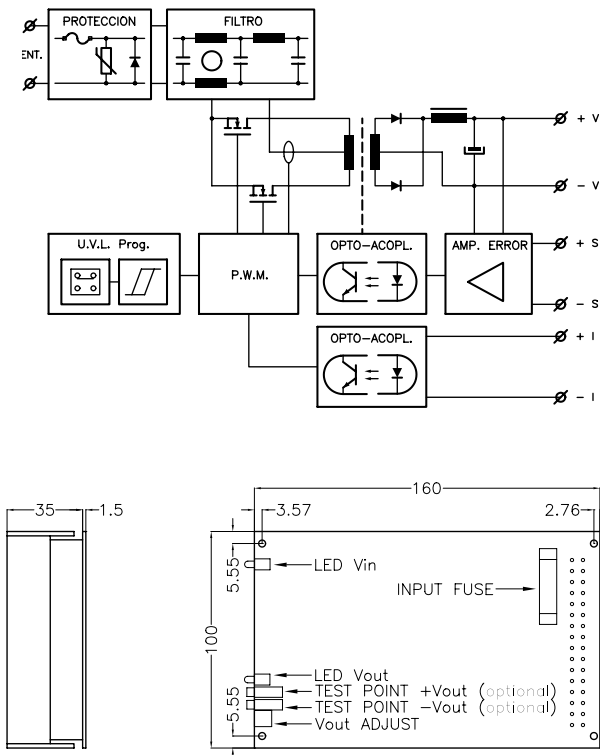 PROTECCION
FILTRO
ENT.
+ V
- V
U.V.L. Prog.
P.W.M.
OPTO-ACOPL.
AMP. ERROR
+ S
- S
OPTO-ACOPL.
+ I
- I
35
1.5
160
3.57
2.76
5.55
LED Vin
INPUT FUSE
100
LED Vout
TEST POINT +Vout (optional)
TEST POINT -Vout (optional)
Vout ADJUST
5.55